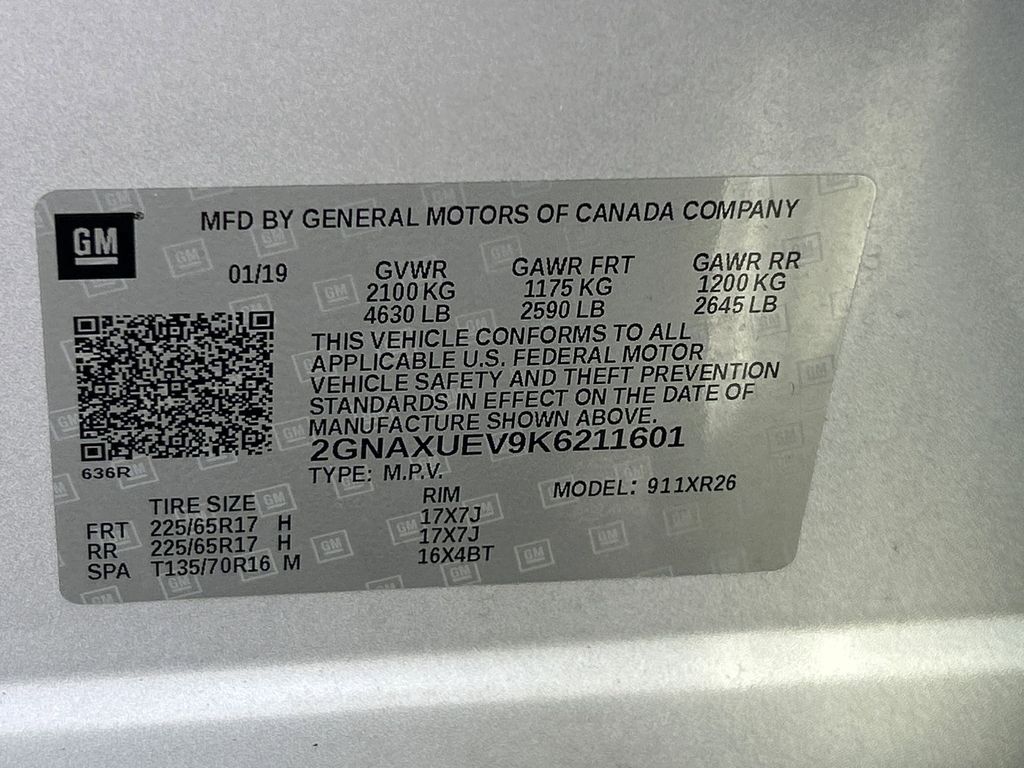 GM
MFD BY GENERAL MOTORS OF CANADA COMPANY
01/19 GVWR GAWR FRT GAWR RR
2100 KG 1175 KG 1200 KG
4630 LB 2590 LB 2645 LB
THIS VEHICLE CONFORMS TO ALL
APPLICABLE U.S. FEDERAL MOTOR
VEHICLE SAFETY AND THEFT PREVENTION
STANDARDS IN EFFECT ON THE DATE OF
MANUFACTURE SHOWN ABOVE.
2GNAXUEV9K6211601
636R
TYPE: M.P.V.
TIRE SIZE RIM MODEL: 911XR26
FRT 225/65R17 H 17X7J
RR 225/65R17 H 17X7J
SPA T135/70R16 M 16X4BT